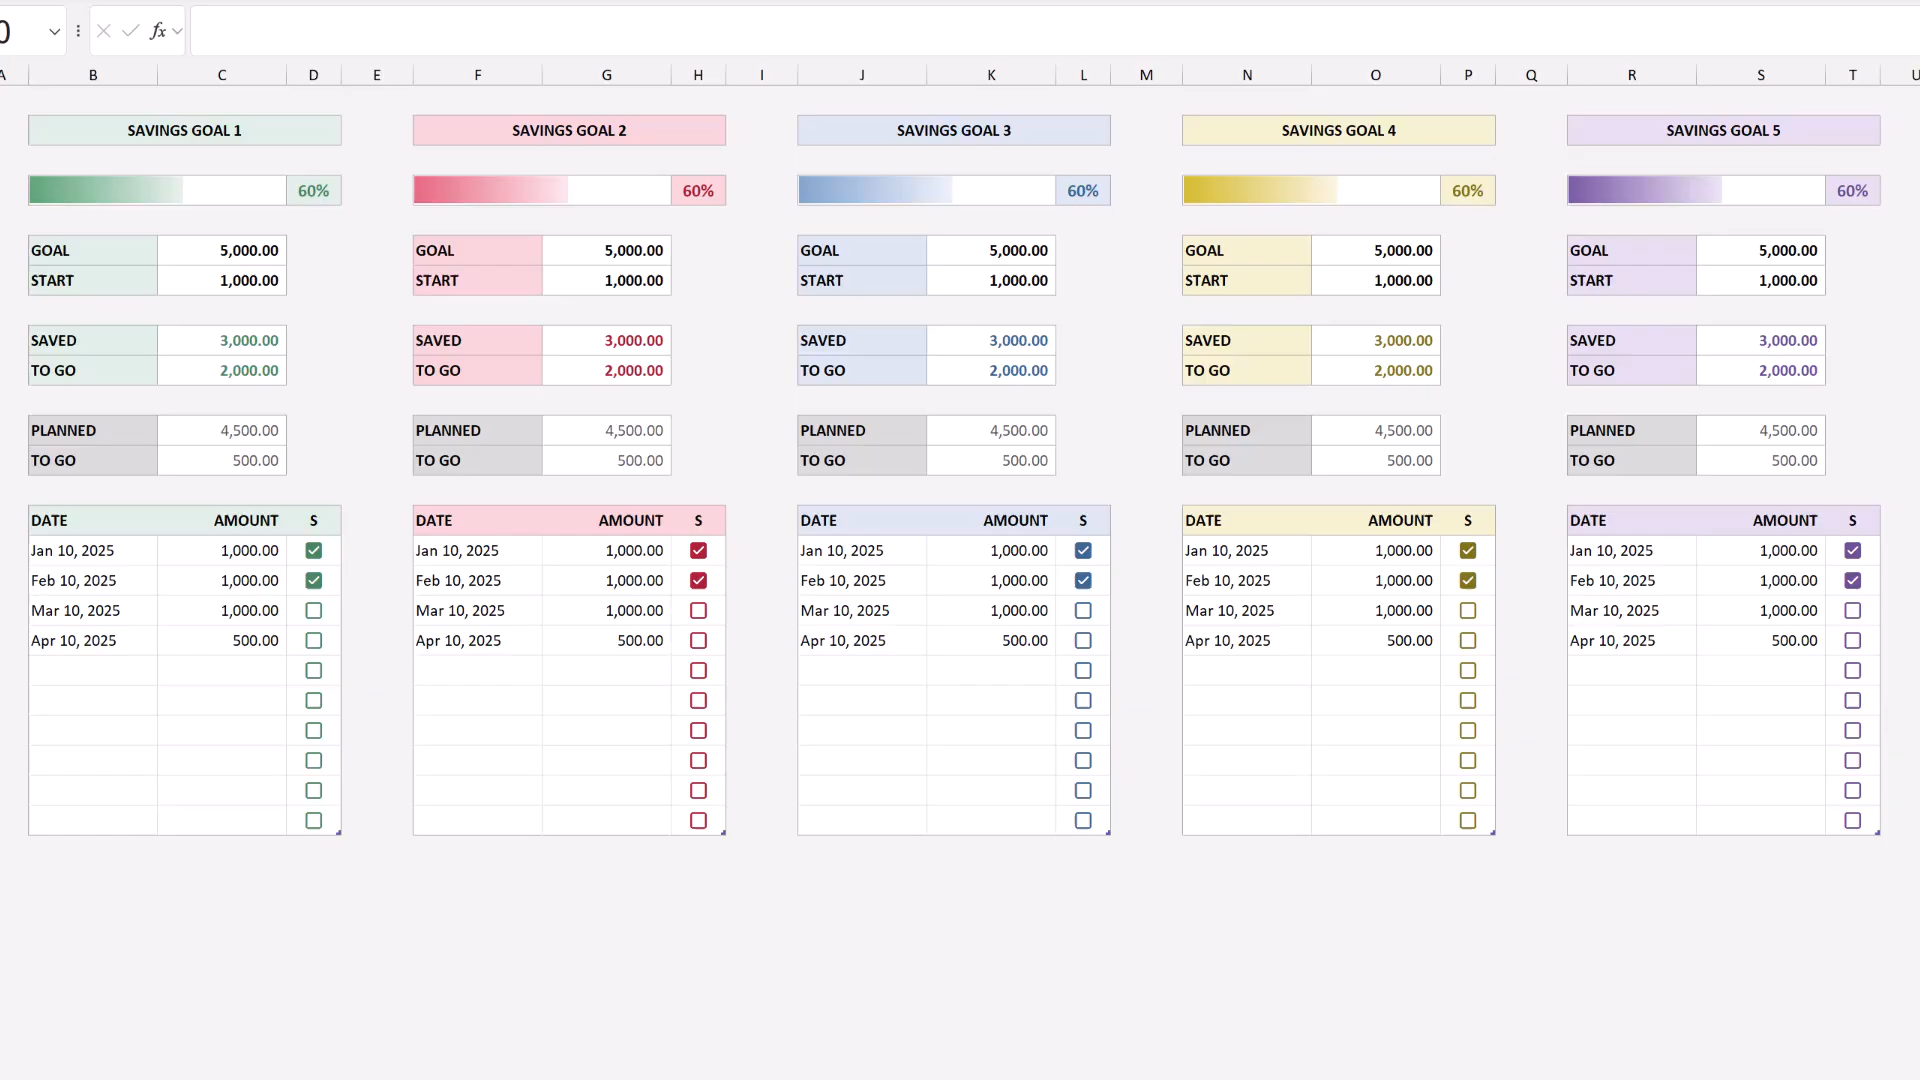 0 fx
A B C D E F G H I J K L M N O P Q R S T U
SAVINGS GOAL 1 SAVINGS GOAL 2 SAVINGS GOAL 3 SAVINGS GOAL 4 SAVINGS GOAL 5
60% 60% 60% 60% 60%
GOAL 5,000.00 GOAL 5,000.00 GOAL 5,000.00 GOAL 5,000.00 GOAL 5,000.00
START 1,000.00 START 1,000.00 START 1,000.00 START 1,000.00 START 1,000.00
SAVED 3,000.00 SAVED 3,000.00 SAVED 3,000.00 SAVED 3,000.00 SAVED 3,000.00
TO GO 2,000.00 TO GO 2,000.00 TO GO 2,000.00 TO GO 2,000.00 TO GO 2,000.00
PLANNED 4,500.00 PLANNED 4,500.00 PLANNED 4,500.00 PLANNED 4,500.00 PLANNED 4,500.00
TO GO 500.00 TO GO 500.00 TO GO 500.00 TO GO 500.00 TO GO 500.00
DATE AMOUNT S DATE AMOUNT S DATE AMOUNT S DATE AMOUNT S DATE AMOUNT S
Jan 10, 2025 1,000.00 Jan 10, 2025 1,000.00 Jan 10, 2025 1,000.00 Jan 10, 2025 1,000.00 Jan 10, 2025 1,000.00
Feb 10, 2025 1,000.00 Feb 10, 2025 1,000.00 Feb 10, 2025 1,000.00 Feb 10, 2025 1,000.00 Feb 10, 2025 1,000.00
Mar 10, 2025 1,000.00 Mar 10, 2025 1,000.00 Mar 10, 2025 1,000.00 Mar 10, 2025 1,000.00 Mar 10, 2025 1,000.00
Apr 10, 2025 500.00 Apr 10, 2025 500.00 Apr 10, 2025 500.00 Apr 10, 2025 500.00 Apr 10, 2025 500.00